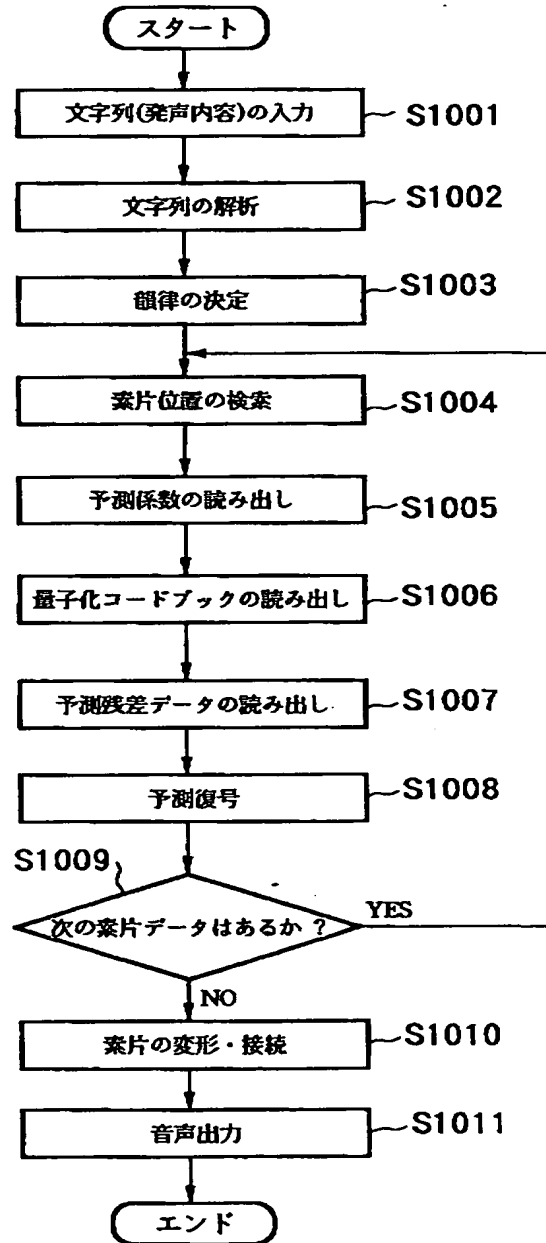 スタート
文字列(発声内容)の入力 S1001
文字列の解析 S1002
韻律の決定 S1003
素片位置の検索 S1004
予測係数の読み出し S1005
量子化コードブックの読み出し S1006
予測残差データの読み出し S1007
予測復号 S1008
S1009
次の素片データはあるか ? YES
NO
素片の変形・接続 S1010
音声出力 S1011
エンド